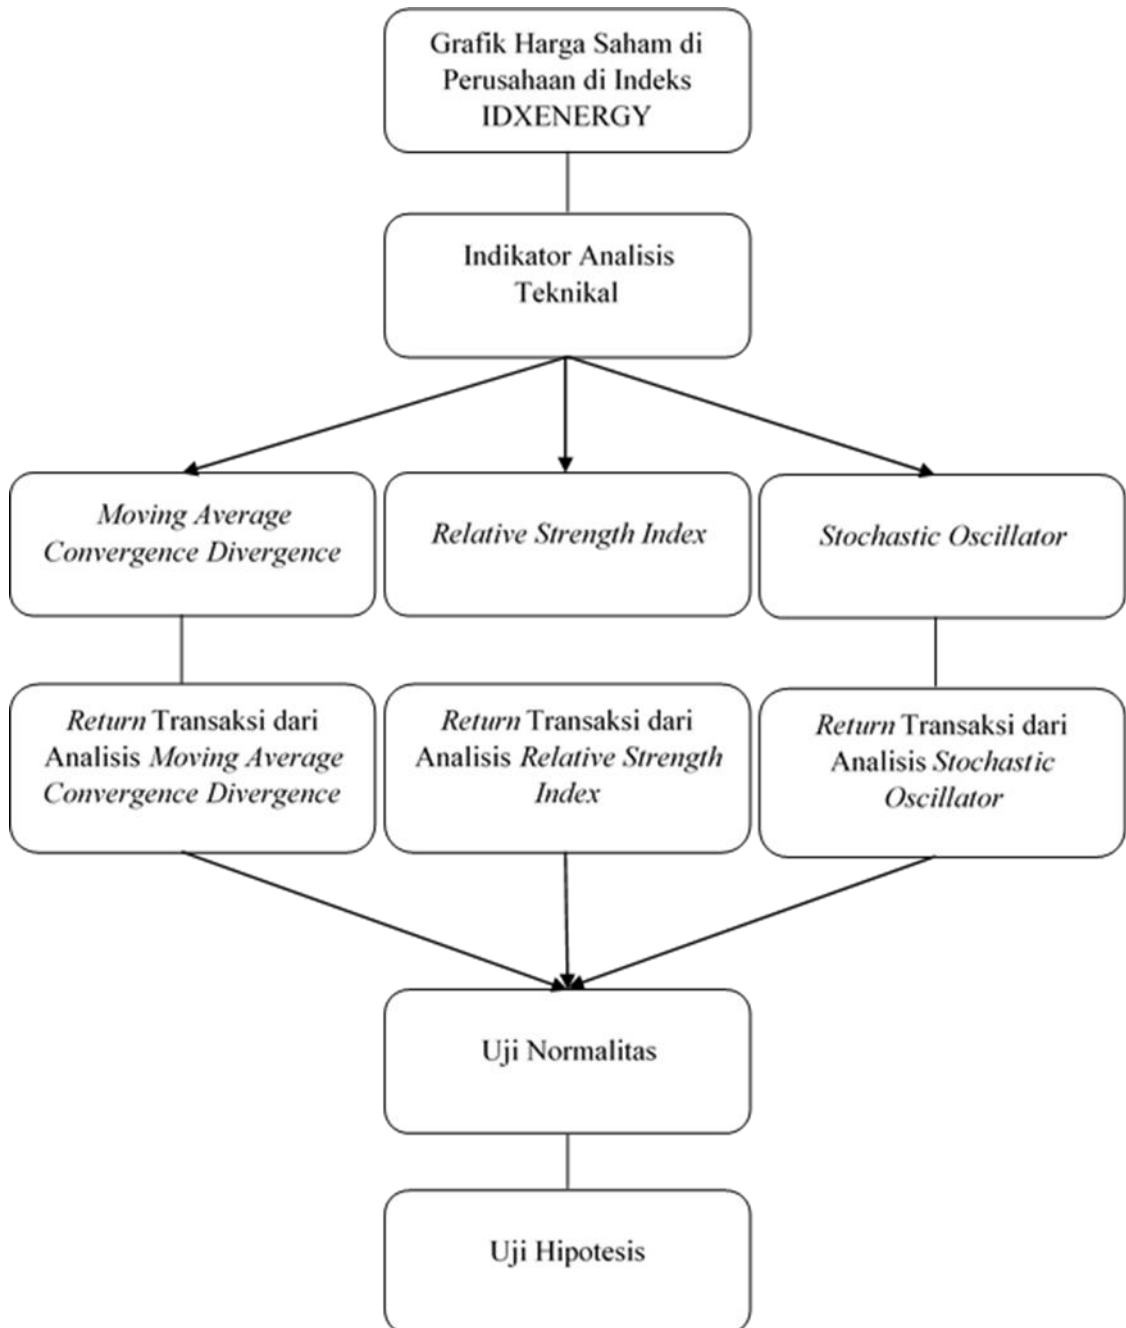 Grafik Harga Saham di
Perusahaan di Indeks
IDXENERGY
Indikator Analisis
Teknikal
Moving Average
Convergence Divergence
Relative Strength Index
Stochastic Oscillator
Return Transaksi dari
Analisis Moving Average
Convergence Divergence
Return Transaksi dari
Analisis Relative Strength
Index
Return Transaksi dari
Analisis Stochastic
Oscillator
Uji Normalitas
Uji Hipotesis